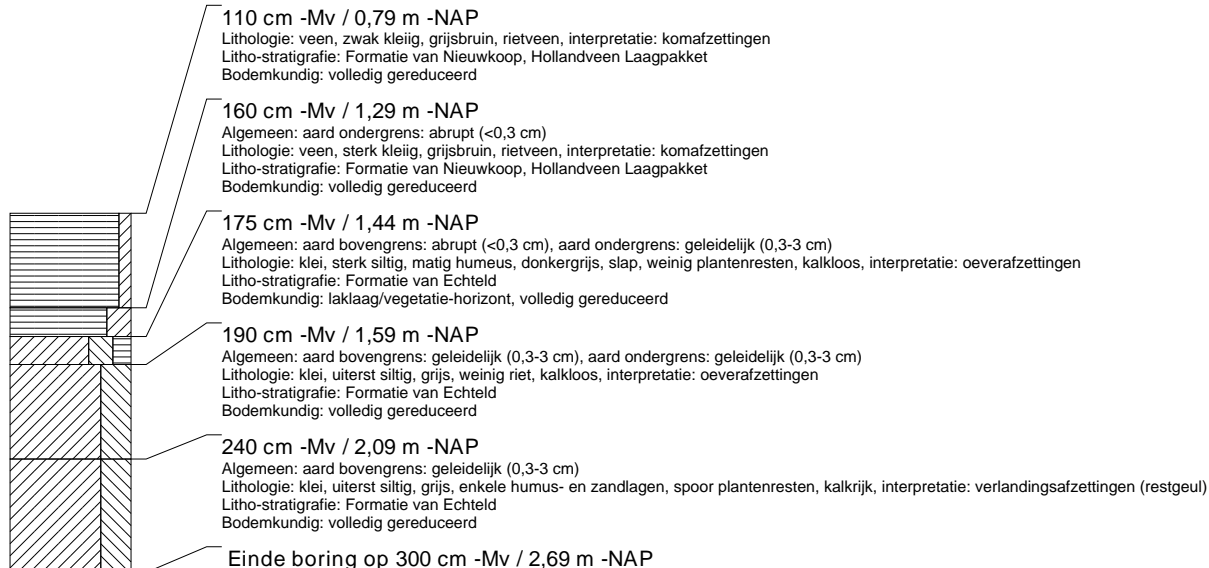 110 cm -Mv / 0,79 m -NAP
Lithologie: veen, zwak kleiig, grijsbruin, rietveen, interpretatie: komafzettingen
Litho-stratigrafie: Formatie van Nieuwkoop, Hollandveen Laagpakket
Bodemkundig: volledig gereduceerd
160 cm -Mv / 1,29 m -NAP
Algemeen: aard ondergrens: abrupt (<0,3 cm)
Lithologie: veen, sterk kleiig, grijsbruin, rietveen, interpretatie: komafzettingen
Litho-stratigrafie: Formatie van Nieuwkoop, Hollandveen Laagpakket
Bodemkundig: volledig gereduceerd
175 cm -Mv / 1,44 m -NAP
Algemeen: aard bovengrens: abrupt (<0,3 cm), aard ondergrens: geleidelijk (0,3-3 cm)
Lithologie: klei, sterk siltig, matig humeus, donkergrijs, slap, weinig plantenresten, kalkloos, interpretatie: oeverafzettingen
Litho-stratigrafie: Formatie van Echteld
Bodemkundig: laklaag/vegetatie-horizont, volledig gereduceerd
190 cm -Mv / 1,59 m -NAP
Algemeen: aard bovengrens: geleidelijk (0,3-3 cm), aard ondergrens: geleidelijk (0,3-3 cm)
Lithologie: klei, uiterst siltig, grijs, weinig riet, kalkloos, interpretatie: oeverafzettingen
Litho-stratigrafie: Formatie van Echteld
Bodemkundig: volledig gereduceerd
240 cm -Mv / 2,09 m -NAP
Algemeen: aard bovengrens: geleidelijk (0,3-3 cm)
Lithologie: klei, uiterst siltig, grijs, enkele humus- en zandlagen, spoor plantenresten, kalkrijk, interpretatie: verlandingsafzettingen (restgeul)
Litho-stratigrafie: Formatie van Echteld
Bodemkundig: volledig gereduceerd
Einde boring op 300 cm -Mv / 2,69 m -NAP